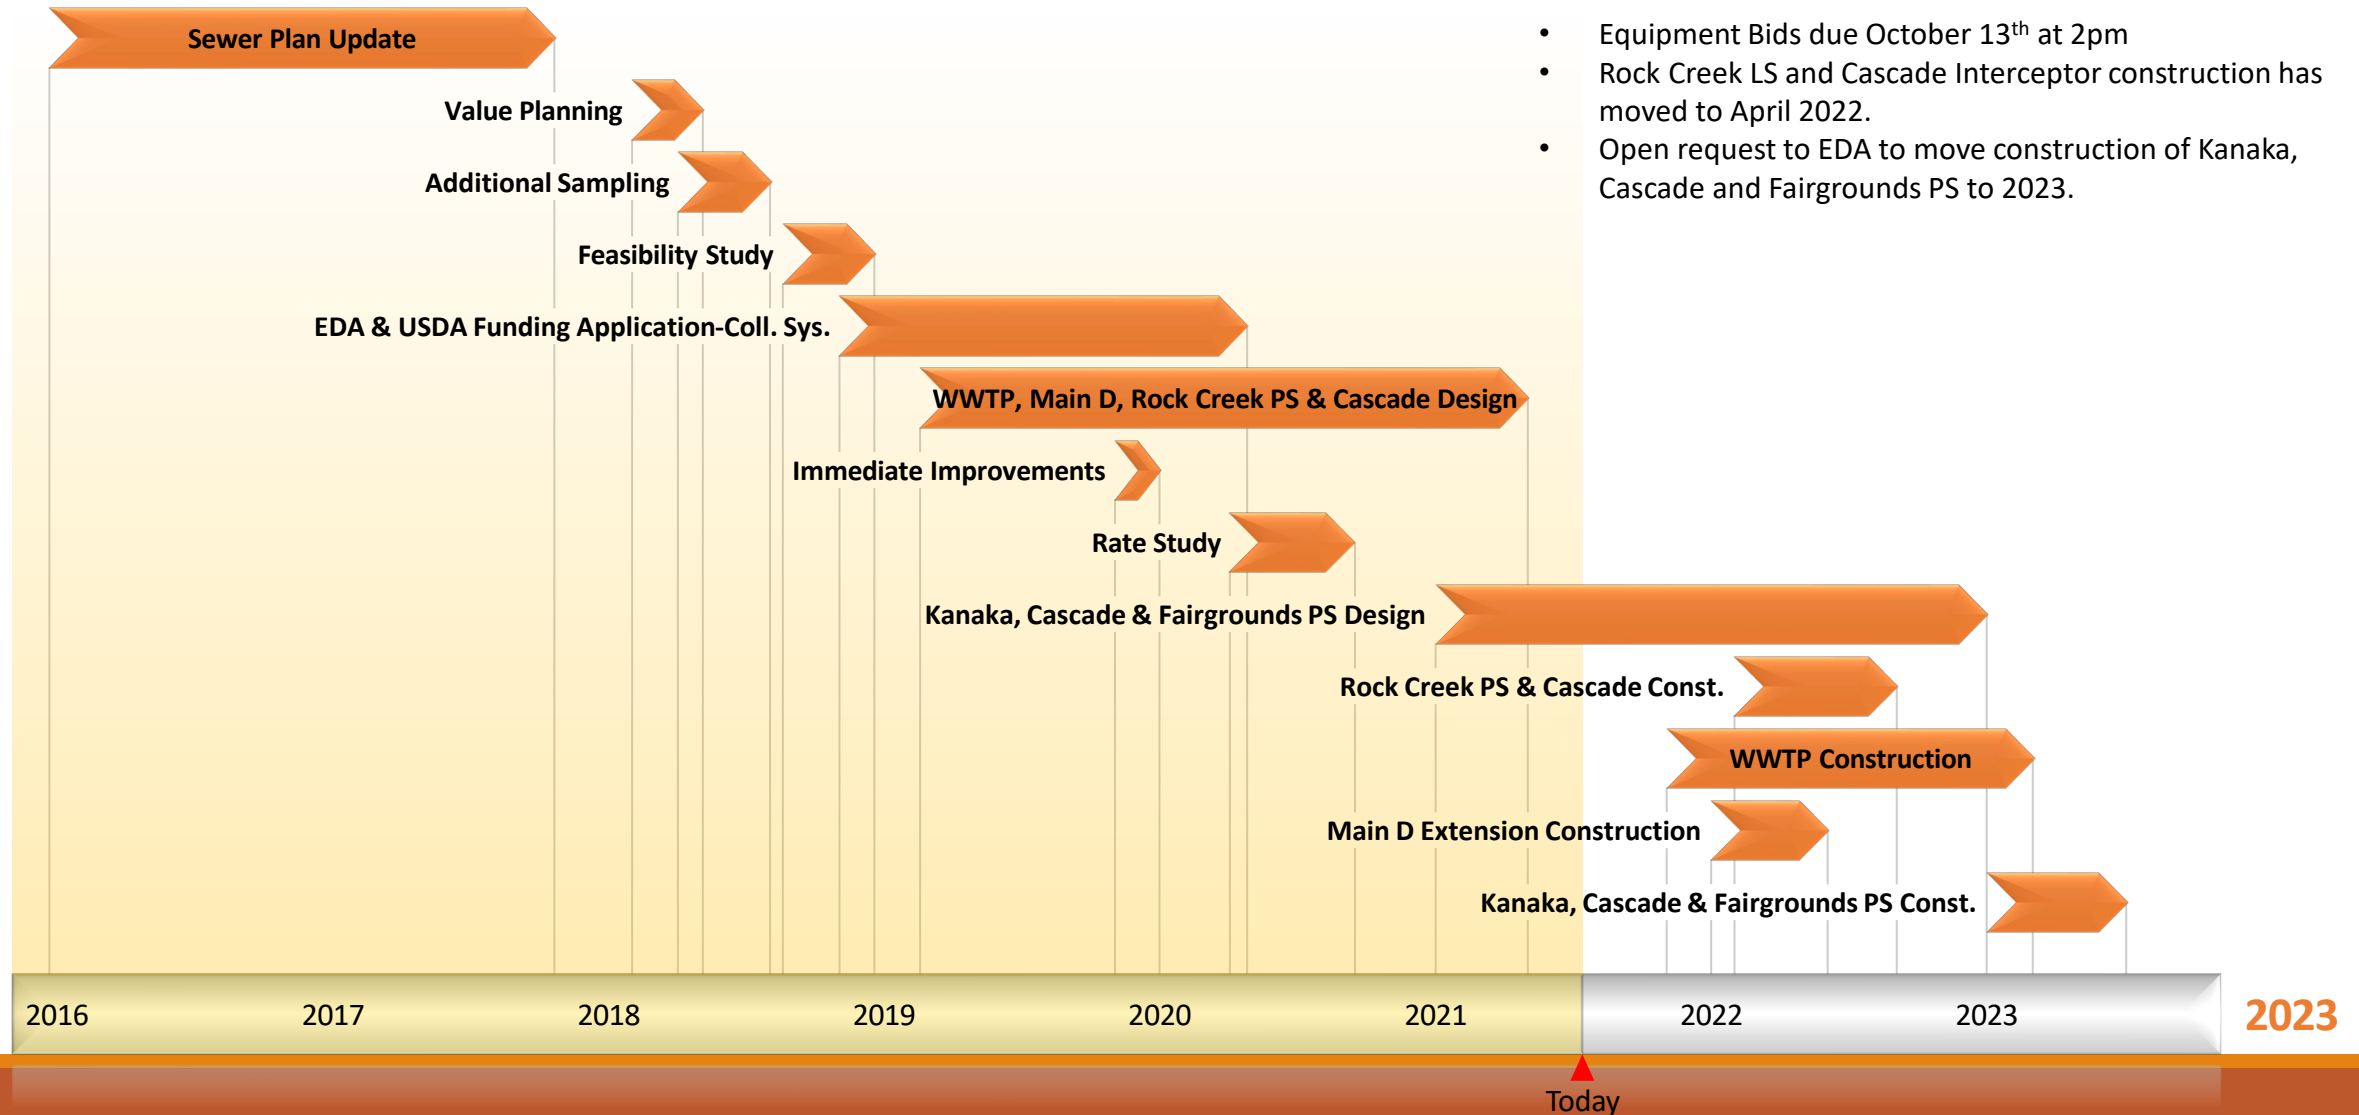 Sewer Plan Update
• Equipment Bids due October 13th at 2pm
• Rock Creek LS and Cascade Interceptor construction has
moved to April 2022.
• Open request to EDA to move construction of Kanaka,
Cascade and Fairgrounds PS to 2023.
Value Planning
Additional Sampling
Feasibility Study
EDA & USDA Funding Application-Coll. Sys.
WWTP, Main D, Rock Creek PS & Cascade Design
Immediate Improvements
Rate Study
Kanaka, Cascade & Fairgrounds PS Design
Rock Creek PS & Cascade Const.
WWTP Construction
Main D Extension Construction
Kanaka, Cascade & Fairgrounds PS Const.
2016 2017 2018 2019 2020 2021 2022 2023 2023
Today